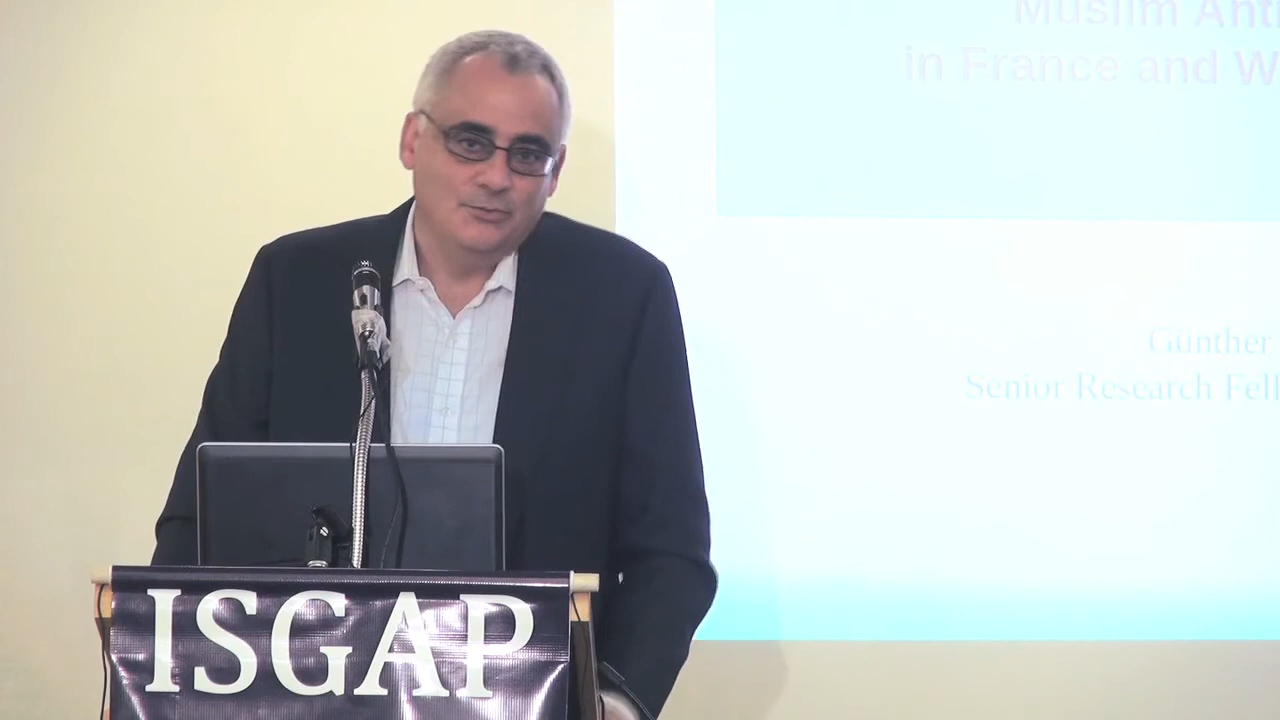 Muslim Ant
in France and W
Günther
Senior Research Fell
ISGAP